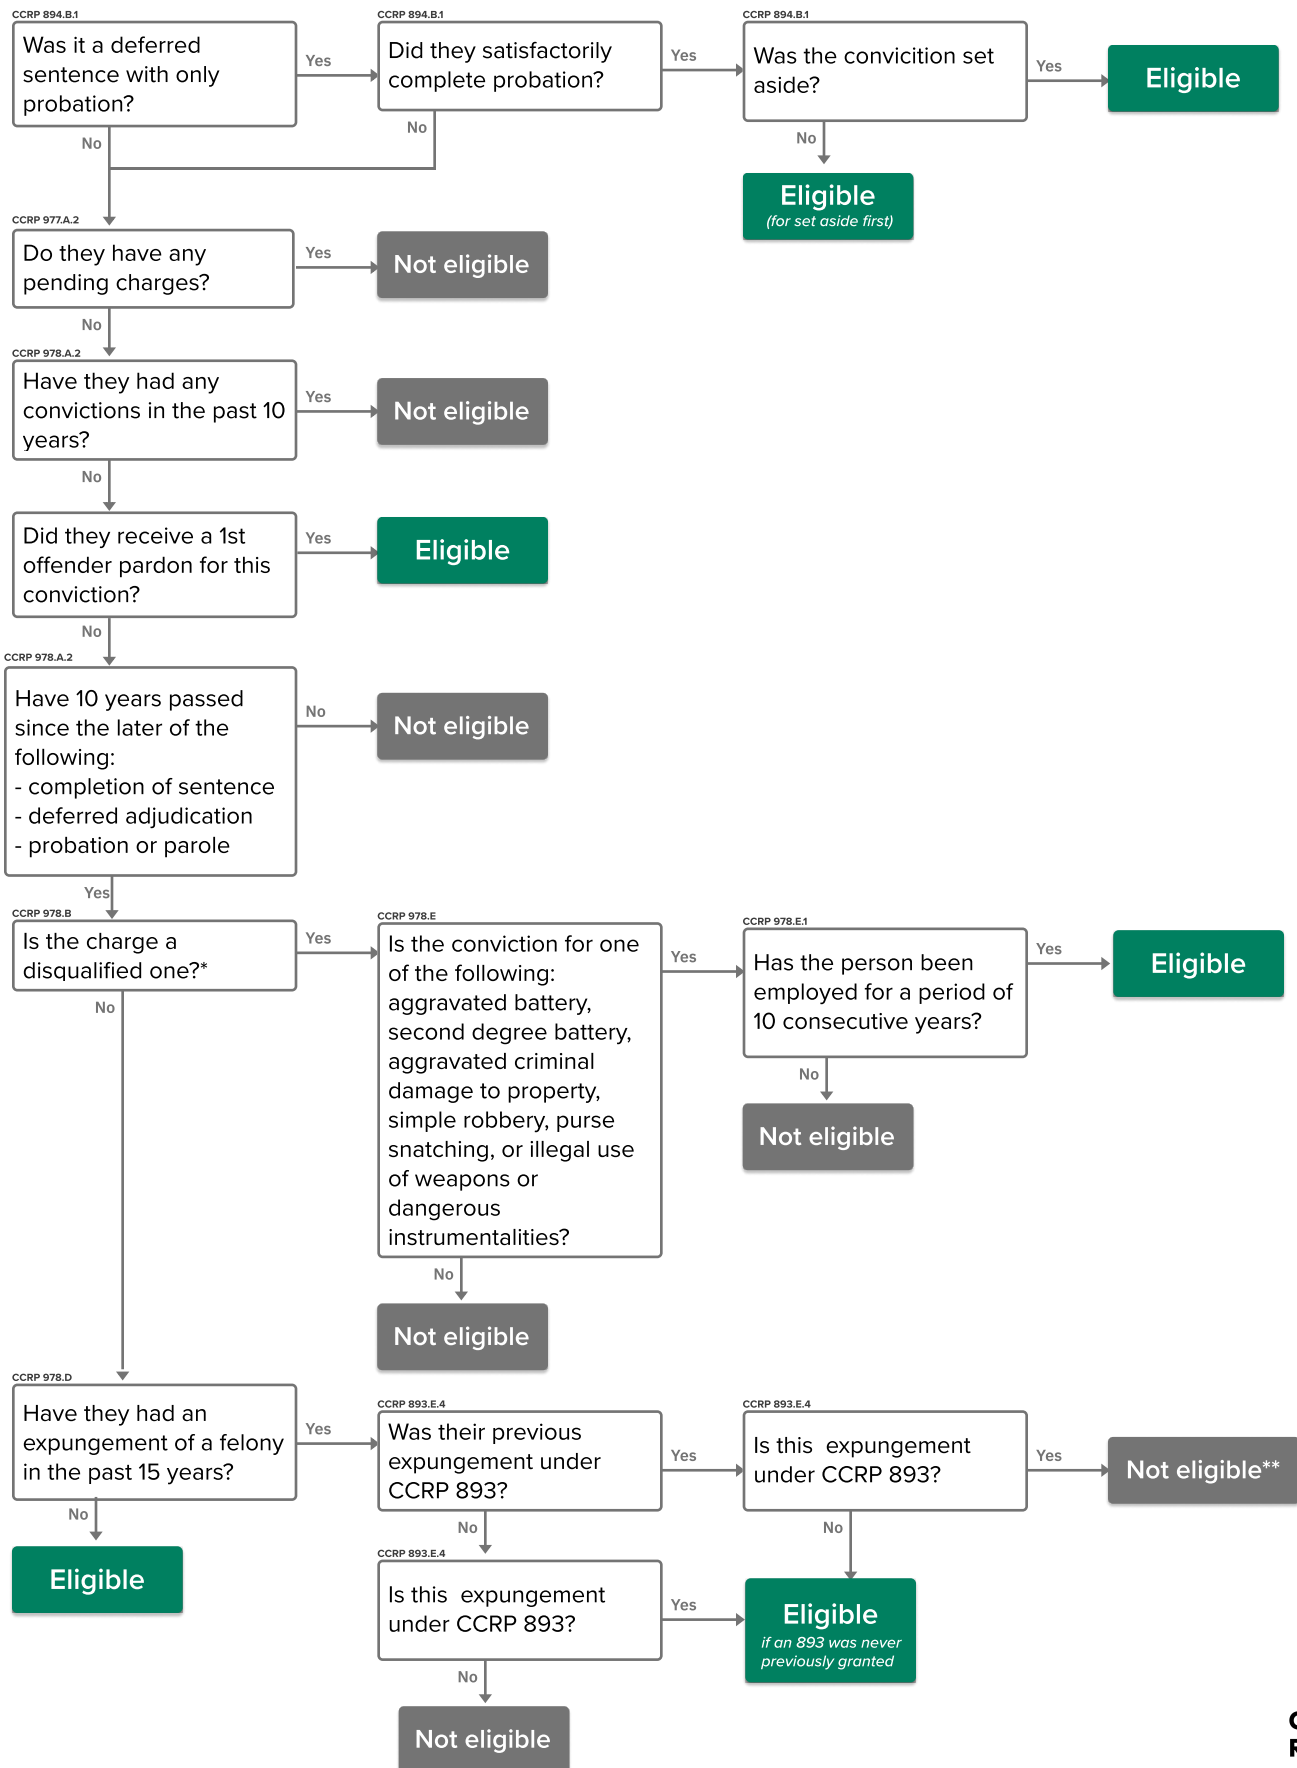 CCRP 894.B.1
Was it a deferred
sentence with only
probation?
Yes
No
CCRP 894.B.1
Did they satisfactorily
complete probation?
Yes
No
CCRP 894.B.1
Was the convicition set
aside?
Yes
Eligible
No
Eligible
(for set aside first)
CCRP 977.A.2
Do they have any
pending charges?
Yes
Not eligible
No
CCRP 978.A.2
Have they had any
convictions in the past 10
years?
Yes
Not eligible
No
Did they receive a 1st
offender pardon for this
conviction?
Yes
Eligible
No
CCRP 978.A.2
Have 10 years passed
since the later of the
following:
- completion of sentence
- deferred adjudication
- probation or parole
No
Not eligible
Yes
CCRP 978.B
Is the charge a
disqualified one?*
Yes
No
CCRP 978.E
Is the conviction for one
of the following:
aggravated battery,
second degree battery,
aggravated criminal
damage to property,
simple robbery, purse
snatching, or illegal use
of weapons or
dangerous
instrumentalities?
Yes
No
Not eligible
CCRP 978.E.1
Has the person been
employed for a period of
10 consecutive years?
Yes
Eligible
No
Not eligible
CCRP 978.D
Have they had an
expungement of a felony
in the past 15 years?
Yes
No
Eligible
CCRP 893.E.4
Was their previous
expungement under
CCRP 893?
Yes
No
CCRP 893.E.4
Is this expungement
under CCRP 893?
Yes
Not eligible**
No
CCRP 893.E.4
Is this expungement
under CCRP 893?
Yes
Eligible
if an 893 was never
previously granted
No
Not eligible